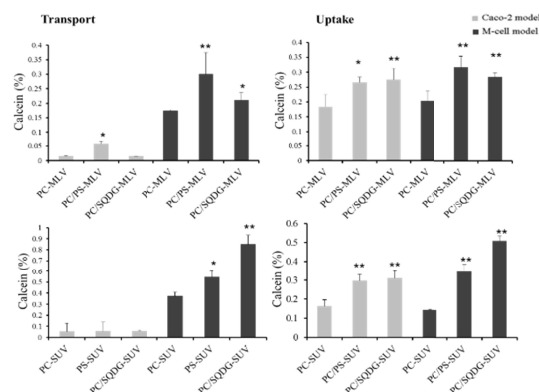 Transport
Uptake
Caco-2 model
M-cell model
Calcein (%)
0.4
0.35
0.3
0.25
0.2
0.15
0.1
0.05
0
*
**
*
PC-MLV
PC/PS-MLV
PC/SQDG-MLV
PC-MLV
PC/PS-MLV
PC/SQDG-MLV
Calcein (%)
0.4
0.35
0.3
0.25
0.2
0.15
0.1
0.05
0
*
**
**
**
PC-MLV
PC/PS-MLV
PC/SQDG-MLV
PC-MLV
PC/PS-MLV
PC/SQDG-MLV
Calcein (%)
1
0.9
0.8
0.7
0.6
0.5
0.4
0.3
0.2
0.1
0
*
**
PC-SUV
PS-SUV
PC/SQDG-SUV
PC-SUV
PS-SUV
PC/SQDG-SUV
Calcein (%)
0.6
0.5
0.4
0.3
0.2
0.1
0
**
**
**
**
PC-SUV
PC/PS-SUV
PC/SQDG-SUV
PC-SUV
PC/PS-SUV
PC/SQDG-SUV